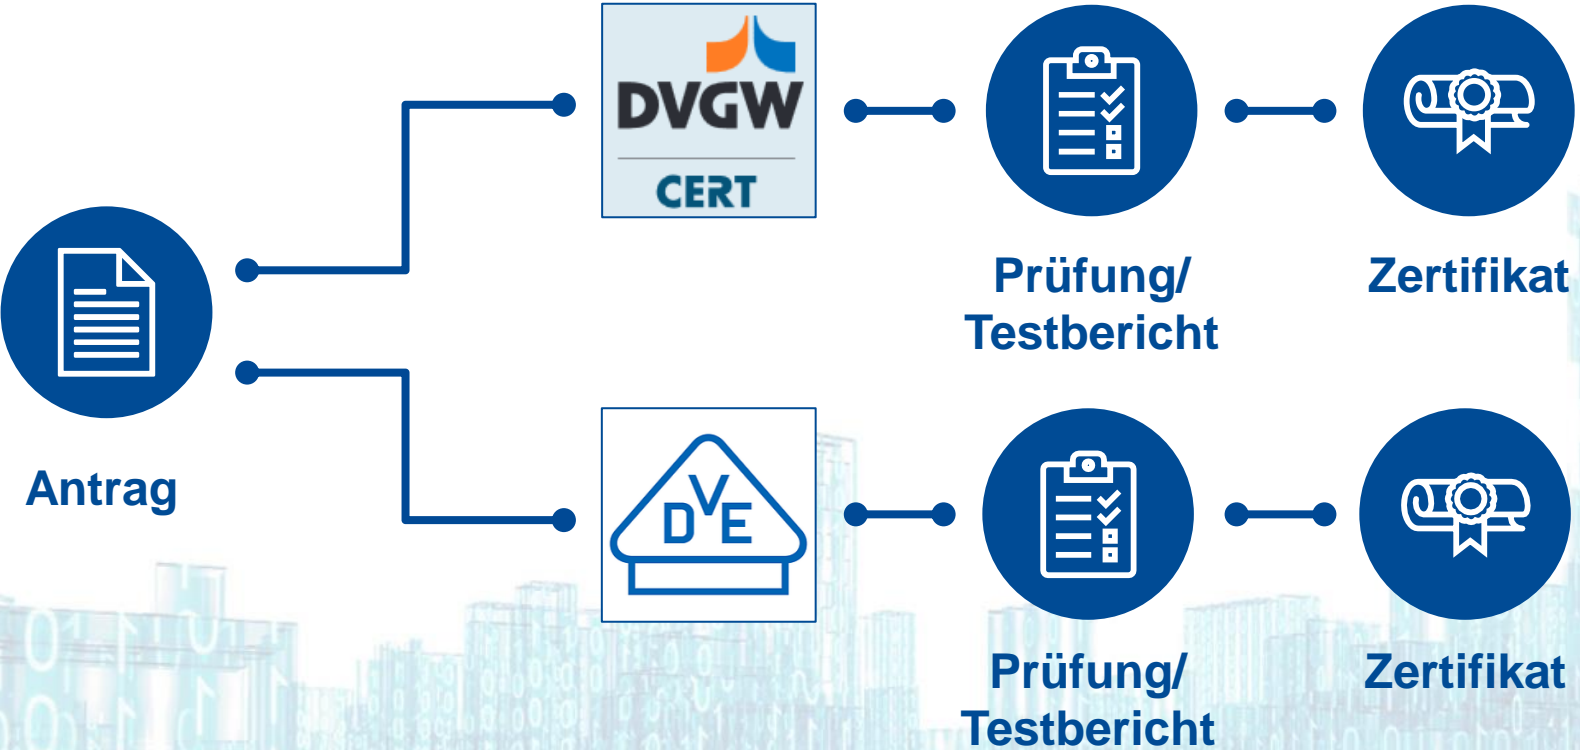 DVGW
CERT
Prüfung/
Testbericht
Zertifikat
Antrag
DVE
Prüfung/
Testbericht
Zertifikat